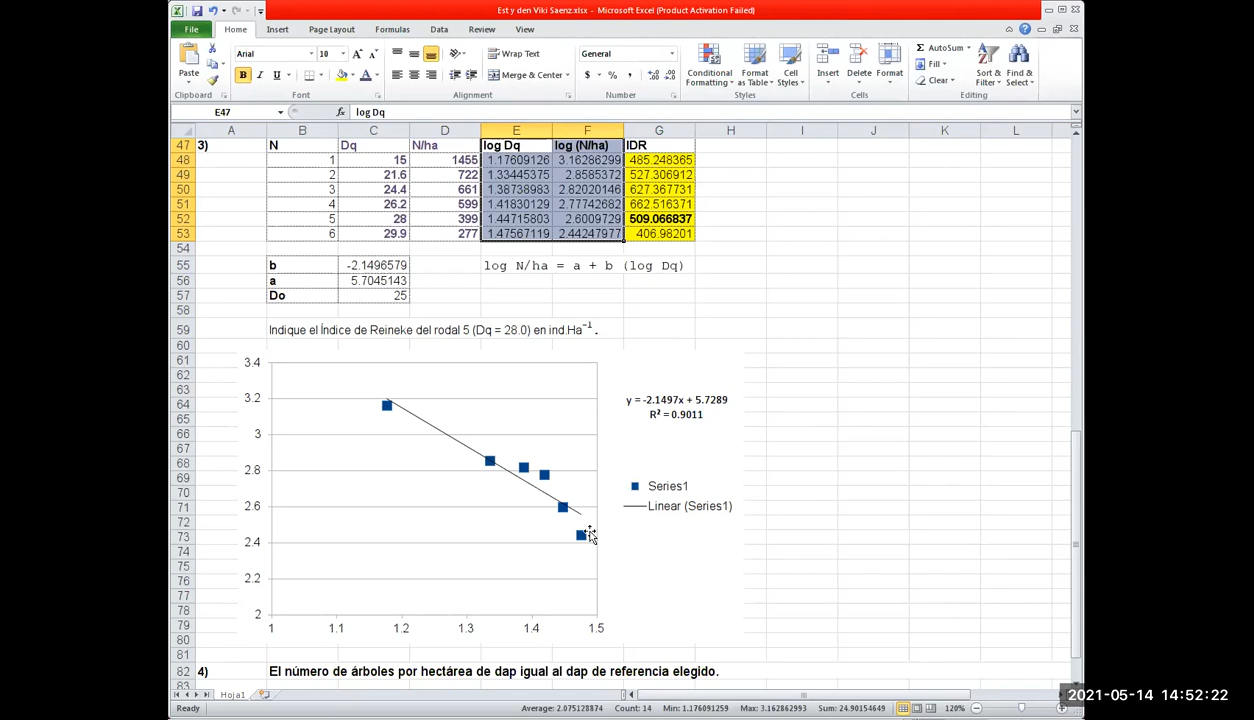 Est y den Viki Saenz.xlsx - Microsoft Excel (Product Activation Failed)
File Home Insert Page Layout Formulas Data Review View
Arial 10 Wrap Text General AutoSum
Paste Merge & Center Conditional Formatting Format as Table Cell Styles Insert Delete Format Fill Clear Sort & Filter Find & Select
Clipboard Font Alignment Number Styles Cells Editing
E47 fx log Dq
A B C D E F G H I J K L
47 3) N Dq N/ha log Dq log (N/ha) IDR
48 1 15 1455 1.17609126 3.16286299 485.248365
49 2 21.6 722 1.33445375 2.8585372 527.306912
50 3 24.4 661 1.38738983 2.82020146 627.367731
51 4 26.2 599 1.41830129 2.77742682 662.516371
52 5 28 399 1.44715803 2.6009729 509.066837
53 6 29.9 277 1.47567119 2.44247977 406.98201
54
55 b -2.1496579 log N/ha = a + b (log Dq)
56 a 5.7045143
57 Do 25
58
59 Indique el Índice de Reineke del rodal 5 (Dq = 28.0) en ind.Ha⁻¹ .
60
61 3.4
62
63 3.2
64 y = -2.1497x + 5.7289
65 R² = 0.9011
66 3
67
68 2.8
69 Series1
70
71 2.6 Linear (Series1)
72
73 2.4
74
75
76 2.2
77
78 2
79 1 1.1 1.2 1.3 1.4 1.5
80
81
82 4) El número de árboles por hectárea de dap igual al dap de referencia elegido.
83
Hoja1
Ready Average: 2.075128874 Count: 14 Min: 1.176091259 Max: 3.162862993 Sum: 24.90154649 120%
2021-05-14 14:52:22